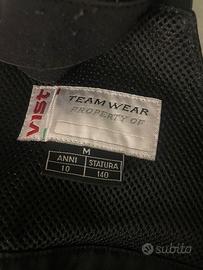 vist
TEAM WEAR
PROPERTY OF
M
ANNI STATURA
10 140
subito